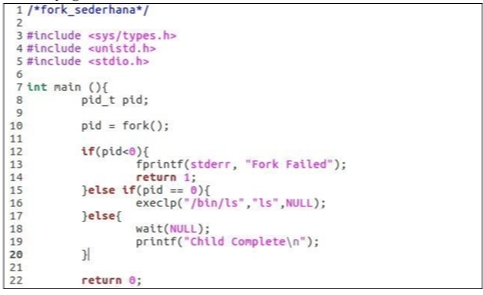 1 /*fork_sederhana*/
2
3 #include <sys/types.h>
4 #include <unistd.h>
5 #include <stdio.h>
6
7 int main (){
8 pid_t pid;
9
10 pid = fork();
11
12 if(pid<0){
13 fprintf(stderr, "Fork Failed");
14 return 1;
15 }else if(pid == 0){
16 execlp("/bin/ls","ls",NULL);
17 }else{
18 wait(NULL);
19 printf("Child Complete\n");
20 }
21
22 return 0;